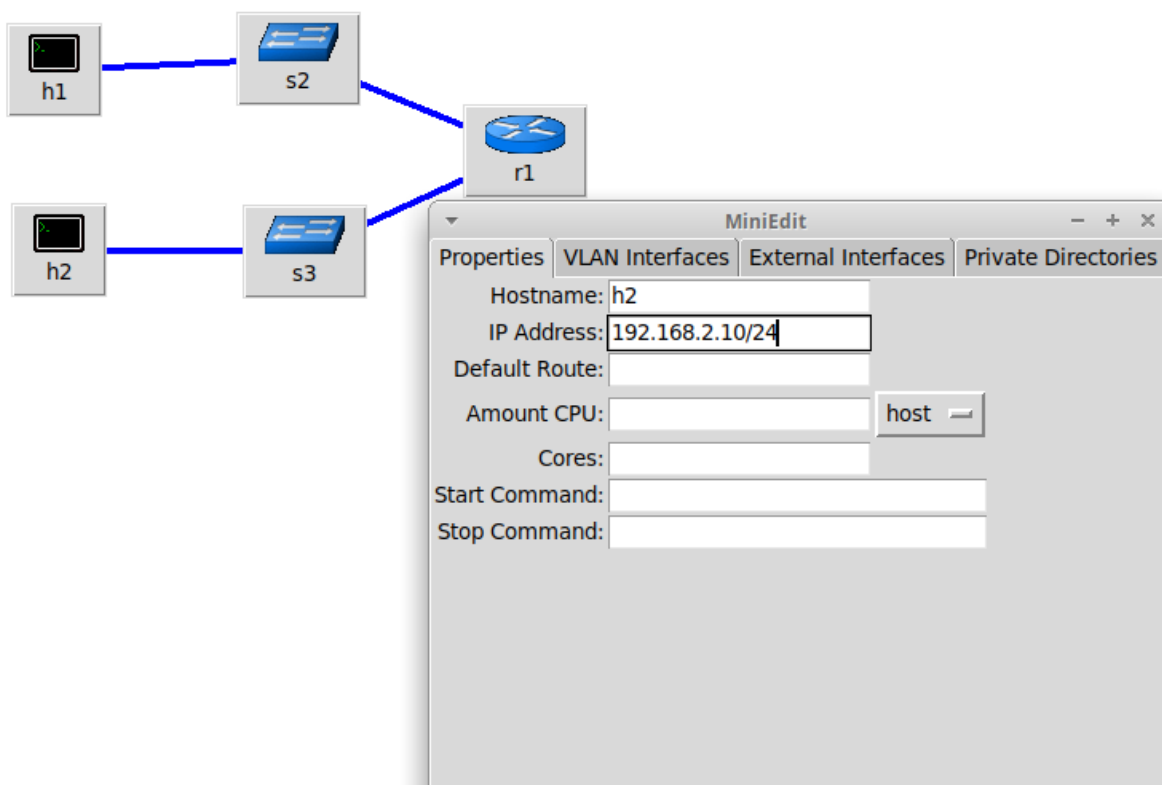 h1
s2
r1
h2
s3
MiniEdit
Properties VLAN Interfaces External Interfaces Private Directories
Hostname: h2
IP Address: 192.168.2.10/24
Default Route:
Amount CPU: host
Cores:
Start Command:
Stop Command: